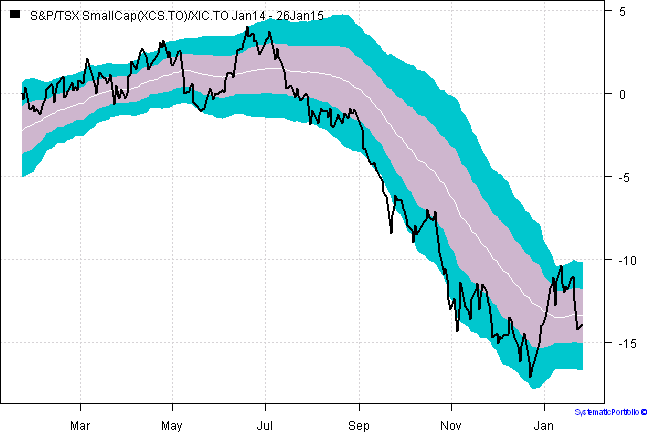 S&P/TSX SmallCap(XCS.TO)/XIC.TO Jan14 - 26Jan15
5
0
-5
-10
-15
Mar May Jul Sep Nov Jan
SystematicPortfolio ©